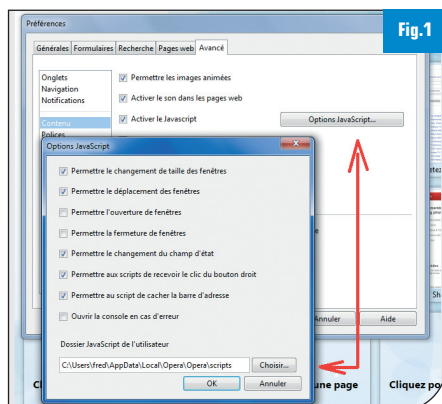 Préférences
Fig.1
Générales Formulaires Recherche Pages web Avancé
Onglets
Navigation
Notifications
Contenu
Polices
Permettre les images animées
Activer le son dans les pages web
Activer le Javascript
Options JavaScript...
Options JavaScript
Permettre le changement de taille des fenêtres
Permettre le déplacement des fenêtres
Permettre l'ouverture de fenêtres
Permettre la fermeture de fenêtres
Permettre le changement du champ d'état
Permettre aux scripts de recevoir le clic du bouton droit
Permettre au script de cacher la barre d'adresse
Ouvrir la console en cas d'erreur
Dossier JavaScript de l'utilisateur
C:\Users\fred\AppData\Local\Opera\Opera\scripts
Choisir...
OK
Annuler
Annuler
Aide
une page
Cliquez po